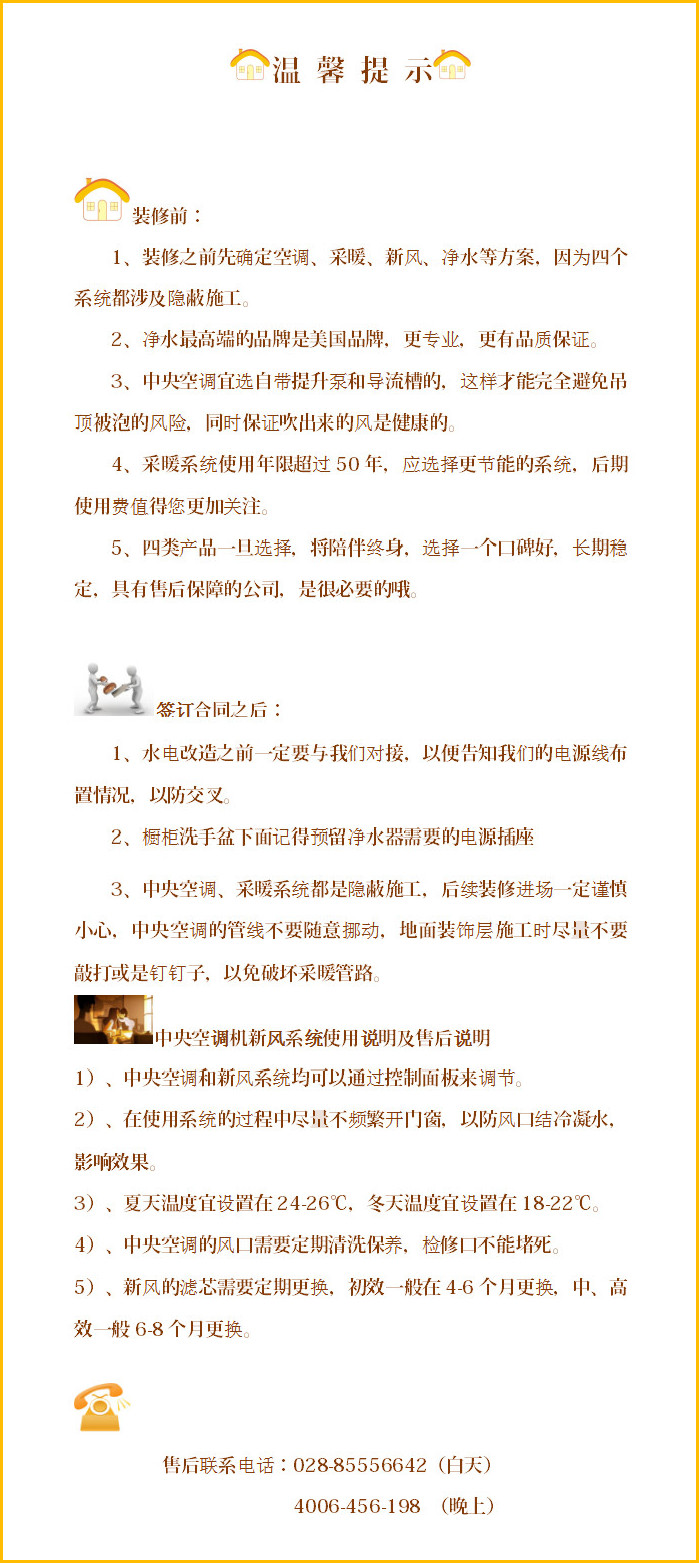 温馨提示
装修前：
1、装修之前先确定空调、采暖、新风、净水等方案，因为四个
系统都涉及隐蔽施工。
2、净水最高端的品牌是美国品牌，更专业，更有品质保证。
3、中央空调宜选自带提升泵和导流槽的，这样才能完全避免吊
顶被泡的风险，同时保证吹出来的风是健康的。
4、采暖系统使用年限超过 50 年，应选择更节能的系统，后期
使用费值得您更加关注。
5、四类产品一旦选择，将陪伴终身，选择一个口碑好，长期稳
定，具有售后保障的公司，是很必要的哦。
签订合同之后：
1、水电改造之前一定要与我们对接，以便告知我们的电源线布
置情况，以防交叉。
2、橱柜洗手盆下面记得预留净水器需要的电源插座
3、中央空调、采暖系统都是隐蔽施工，后续装修进场一定谨慎
小心，中央空调的管线不要随意挪动，地面装饰层施工时尽量不要
敲打或是钉钉子，以免破坏采暖管路。
中央空调机新风系统使用说明及售后说明
1）、中央空调和新风系统均可以通过控制面板来调节。
2）、在使用系统的过程中尽量不频繁开门窗，以防风口结冷凝水，
影响效果。
3）、夏天温度宜设置在 24-26℃，冬天温度宜设置在 18-22℃。
4）、中央空调的风口需要定期清洗保养，检修口不能堵死。
5）、新风的滤芯需要定期更换，初效一般在 4-6 个月更换，中、高
效一般 6-8 个月更换。
售后联系电话：028-85556642（白天）
4006-456-198 （晚上）